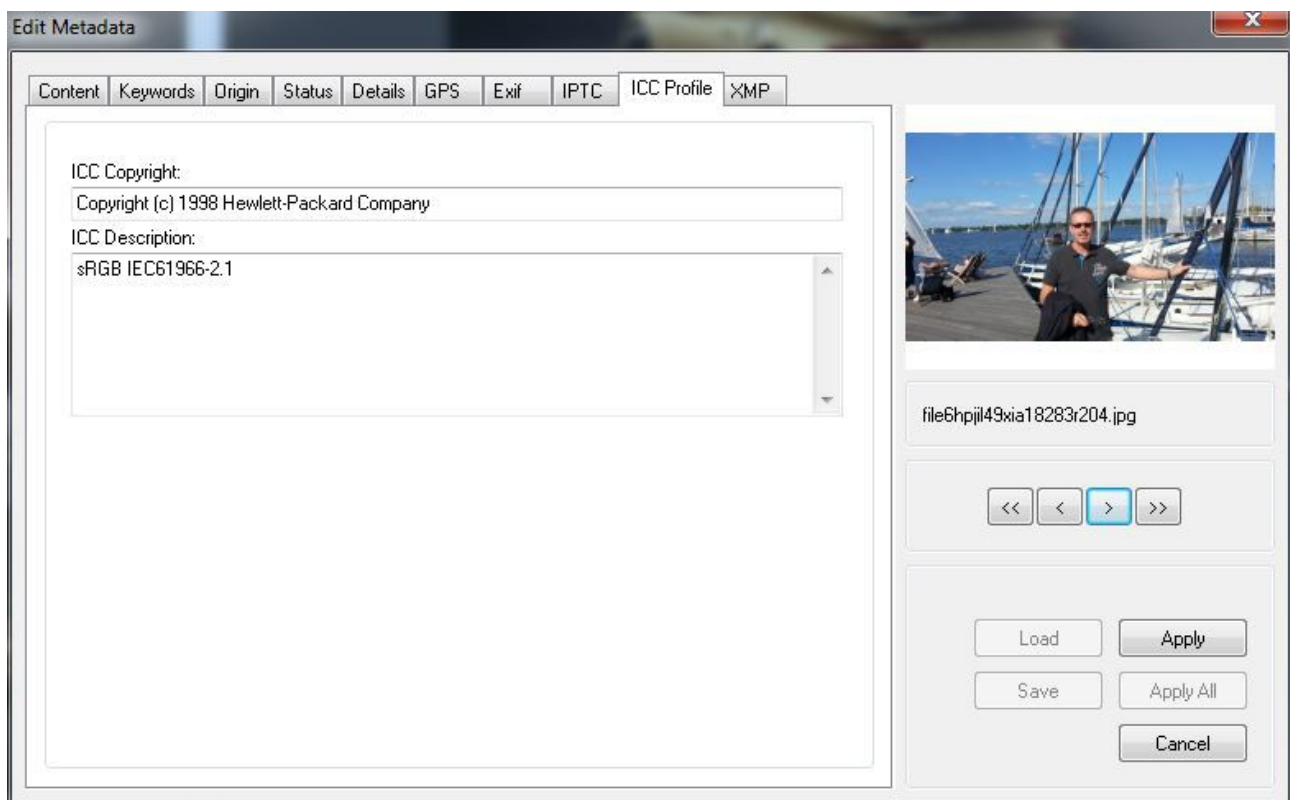 Edit Metadata
x
Content Keywords Origin Status Details GPS Exif IPTC ICC Profile XMP
ICC Copyright:
Copyright (c) 1998 Hewlett-Packard Company
ICC Description:
sRGB IEC61966-2.1
file6hpjil49xia18283r204.jpg
<< < > >>
Load Apply
Save Apply All
Cancel